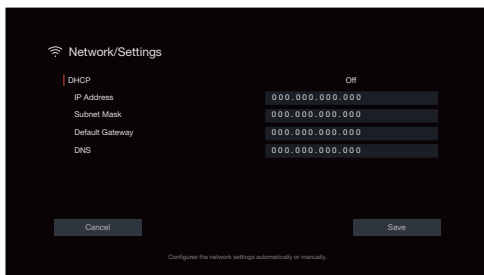 Network/Settings
DHCP Off
IP Address 000.000.000.000
Subnet Mask 000.000.000.000
Default Gateway 000.000.000.000
DNS 000.000.000.000
Cancel Save
Configures the network settings automatically or manually.